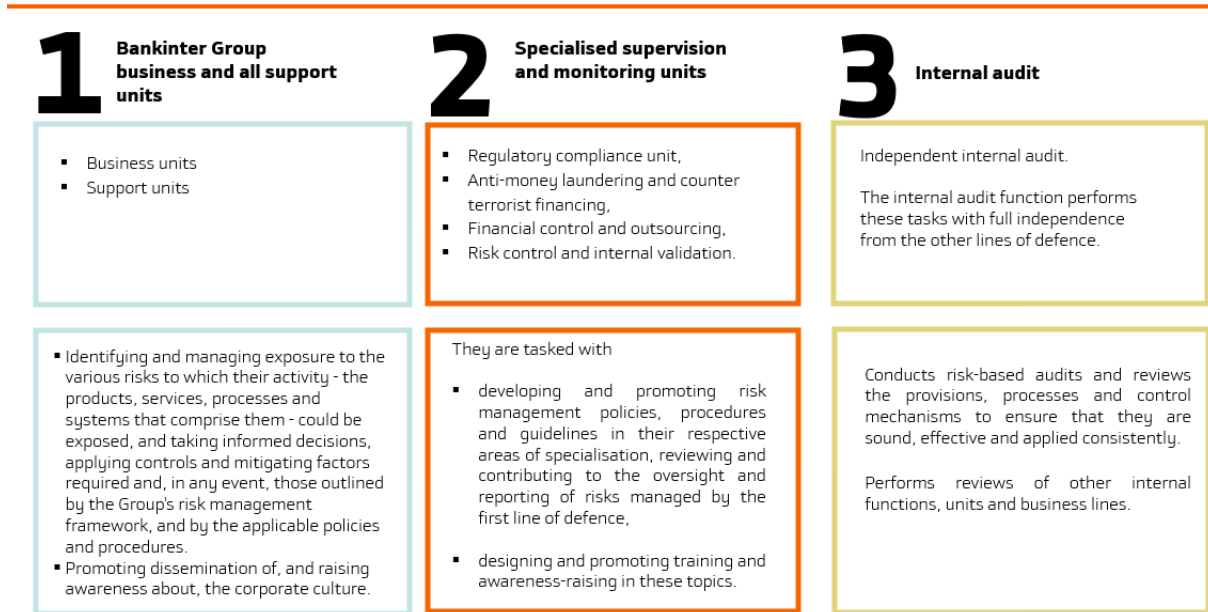 1
Bankinter Group
business and all support
units
▪ Business units
▪ Support units
▪ Identifying and managing exposure to the
various risks to which their activity - the
products, services, processes and
systems that comprise them - could be
exposed, and taking informed decisions,
applying controls and mitigating factors
required and, in any event, those outlined
by the Group's risk management
framework, and by the applicable policies
and procedures.
▪ Promoting dissemination of, and raising
awareness about, the corporate culture.
2
Specialised supervision
and monitoring units
▪ Regulatory compliance unit,
▪ Anti-money laundering and counter
terrorist financing,
▪ Financial control and outsourcing,
▪ Risk control and internal validation.
They are tasked with
▪ developing and promoting risk
management policies, procedures
and guidelines in their respective
areas of specialisation, reviewing and
contributing to the oversight and
reporting of risks managed by the
first line of defence,
▪ designing and promoting training and
awareness-raising in these topics.
3
Internal audit
Independent internal audit.
The internal audit function performs
these tasks with full independence
from the other lines of defence.
Conducts risk-based audits and reviews
the provisions, processes and control
mechanisms to ensure that they are
sound, effective and applied consistently.
Performs reviews of other internal
functions, units and business lines.